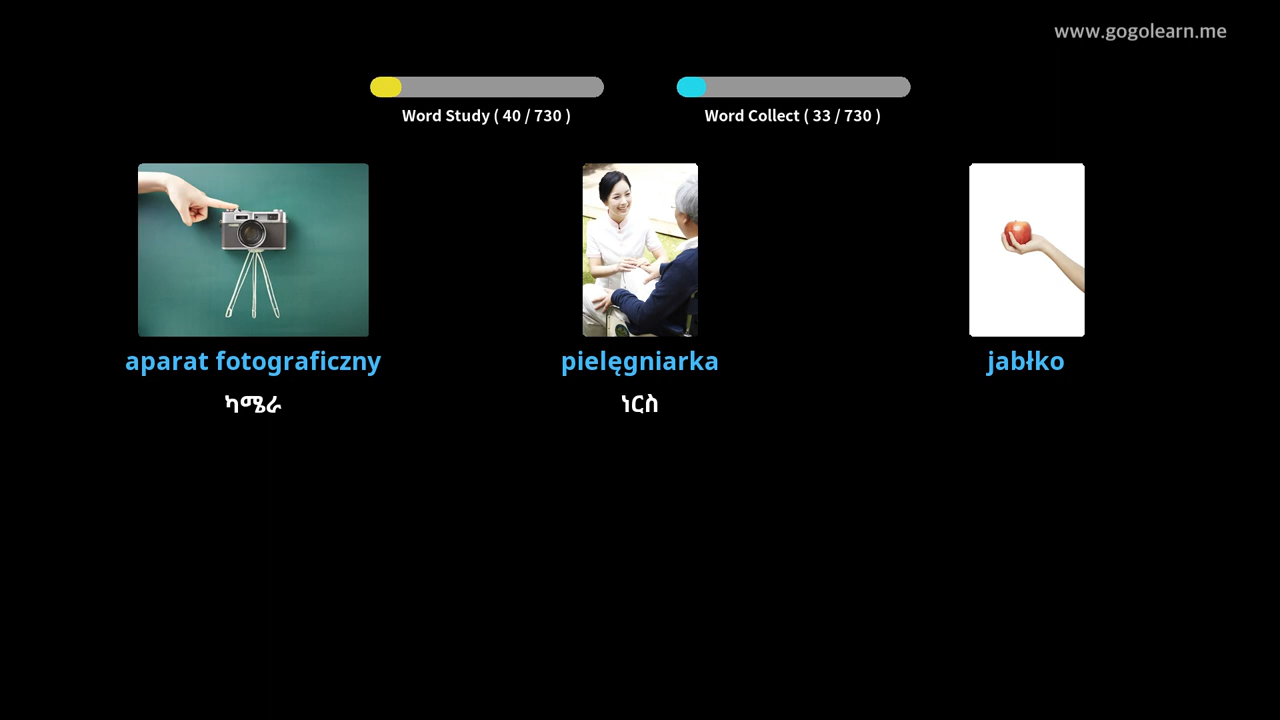 www.gogolearn.me
Word Study ( 40 / 730 )
Word Collect ( 33 / 730 )
aparat fotograficzny
ካሜራ
pielęgniarka
ነርስ
jabłko